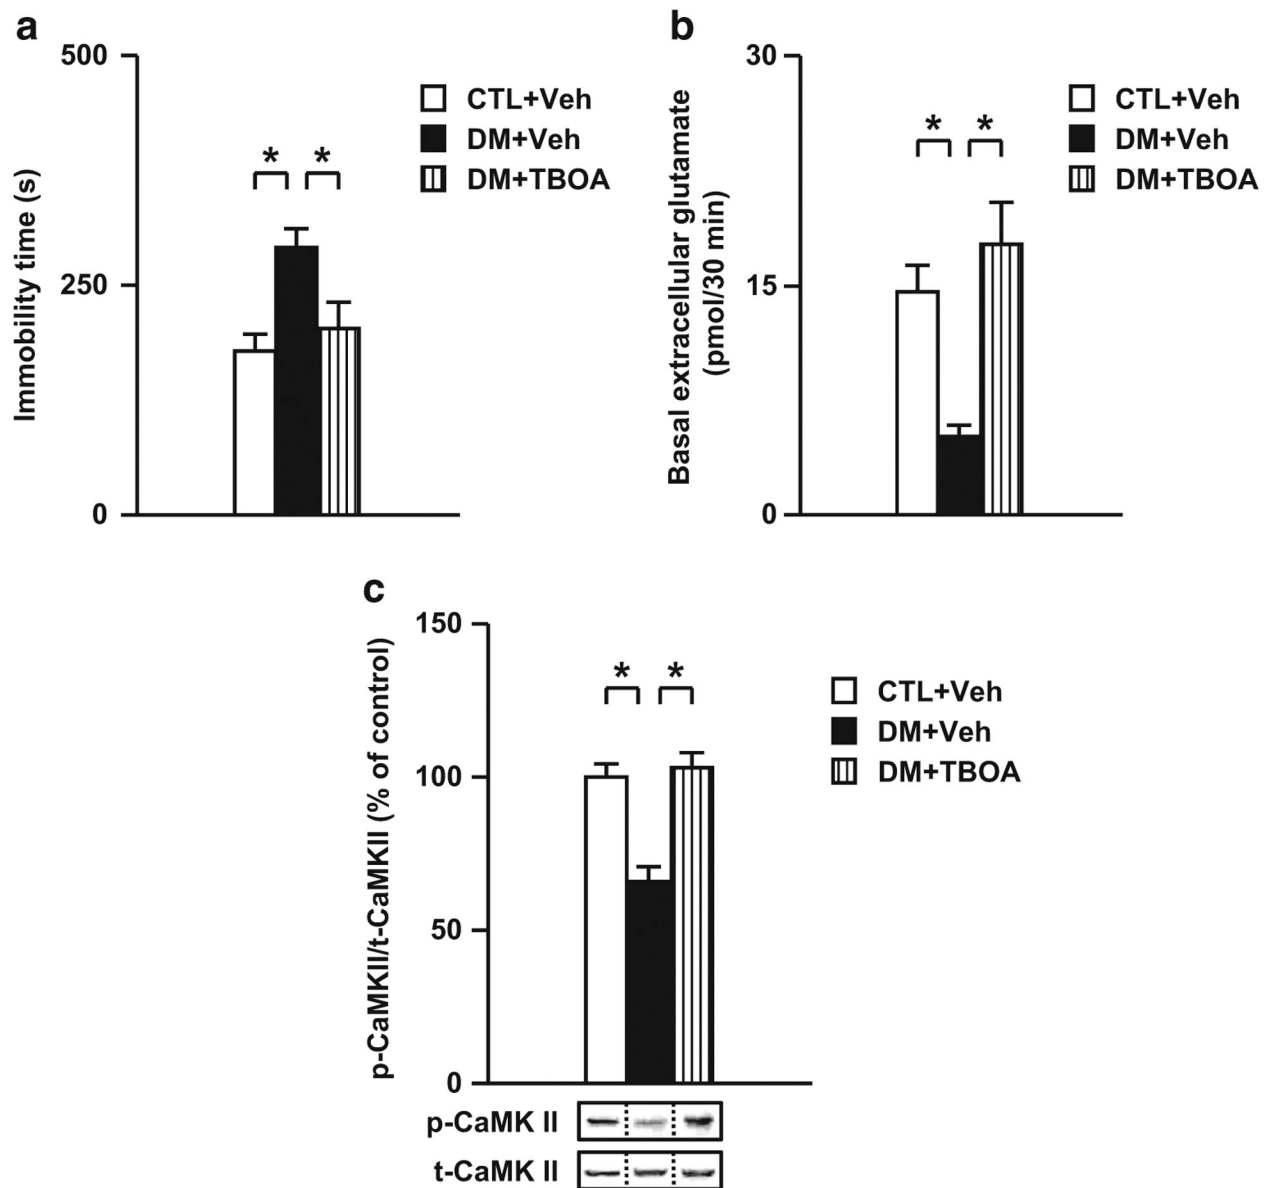 a
500
250
0
Immobility time (s)
* *
CTL+Veh
DM+Veh
DM+TBOA
b
30
15
0
Basal extracellular glutamate
(pmol/30 min)
* *
CTL+Veh
DM+Veh
DM+TBOA
c
150
100
50
0
p-CaMKII/t-CaMKII (% of control)
* *
CTL+Veh
DM+Veh
DM+TBOA
p-CaMK II
t-CaMK II